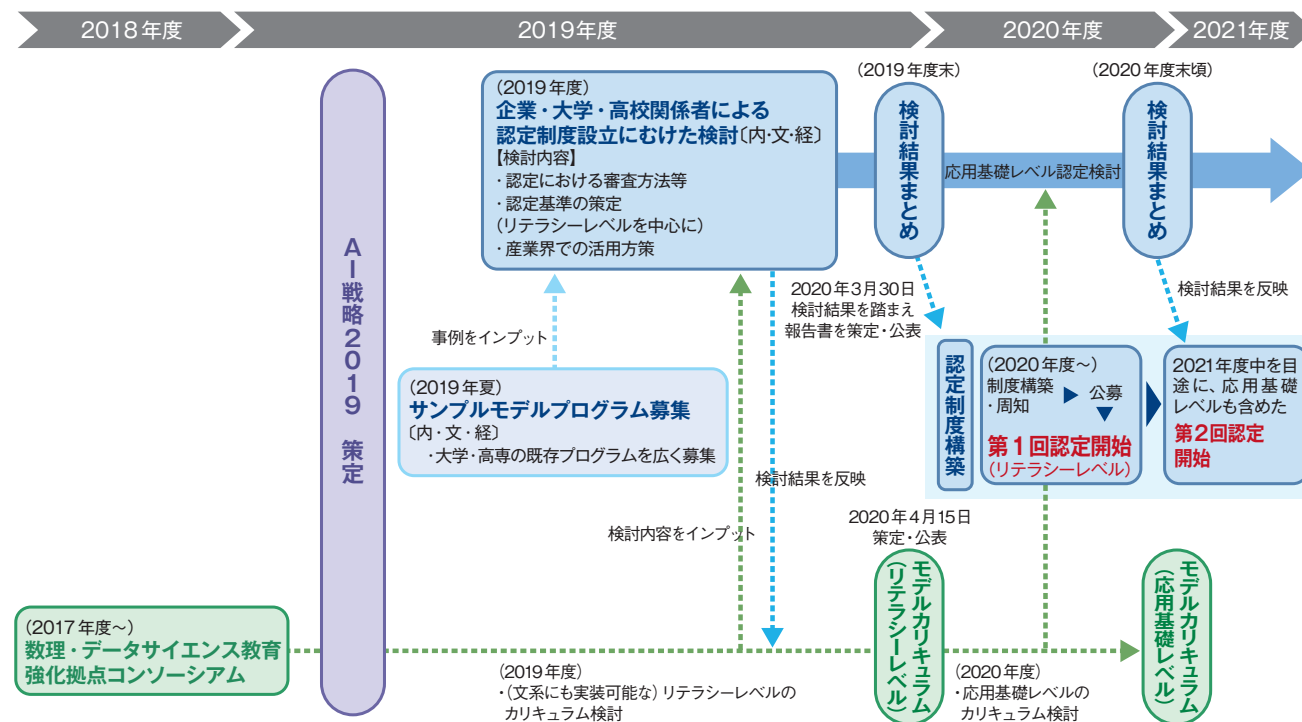 2018年度
2019年度
2020年度
2021年度
AI戦略2019 策定
(2019年度)
企業・大学・高校関係者による
認定制度設立にむけた検討〔内・文・経〕
【検討内容】
・認定における審査方法等
・認定基準の策定
(リテラシーレベルを中心に)
・産業界での活用方策
(2019年度末)
検討結果まとめ
応用基礎レベル認定検討
(2020年度末頃)
検討結果まとめ
事例をインプット
(2019年夏)
サンプルモデルプログラム募集
〔内・文・経〕
・大学・高専の既存プログラムを広く募集
2020年3月30日
検討結果を踏まえ
報告書を策定・公表
検討結果を反映
認定制度構築
(2020年度~)
制度構築
・周知
公募
第1回認定開始
(リテラシーレベル)
2021年度中を目
途に、応用基礎
レベルも含めた
第2回認定
開始
検討結果を反映
検討内容をインプット
2020年4月15日
策定・公表
モデルカリキュラム
(リテラシーレベル)
モデルカリキュラム
(応用基礎レベル)
(2017年度~)
数理・データサイエンス教育
強化拠点コンソーシアム
(2019年度)
・(文系にも実装可能な)リテラシーレベルの
カリキュラム検討
(2020年度)
・応用基礎レベルの
カリキュラム検討